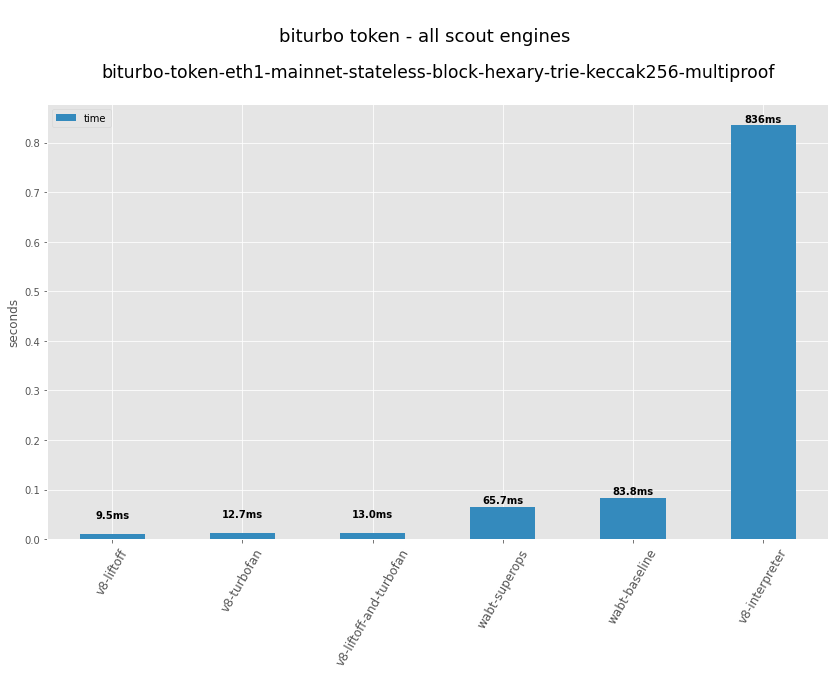 biturbo token - all scout engines
biturbo-token-eth1-mainnet-stateless-block-hexary-trie-keccak256-multiproof
time
836ms
0.8
0.7
0.6
0.5
seconds
0.4
0.3
0.2
0.1
0.0
9.5ms
12.7ms
13.0ms
65.7ms
83.8ms
v8-liftoff
v8-turbofan
v8-liftoff-and-turbofan
wabt-superops
wabt-baseline
v8-interpreter